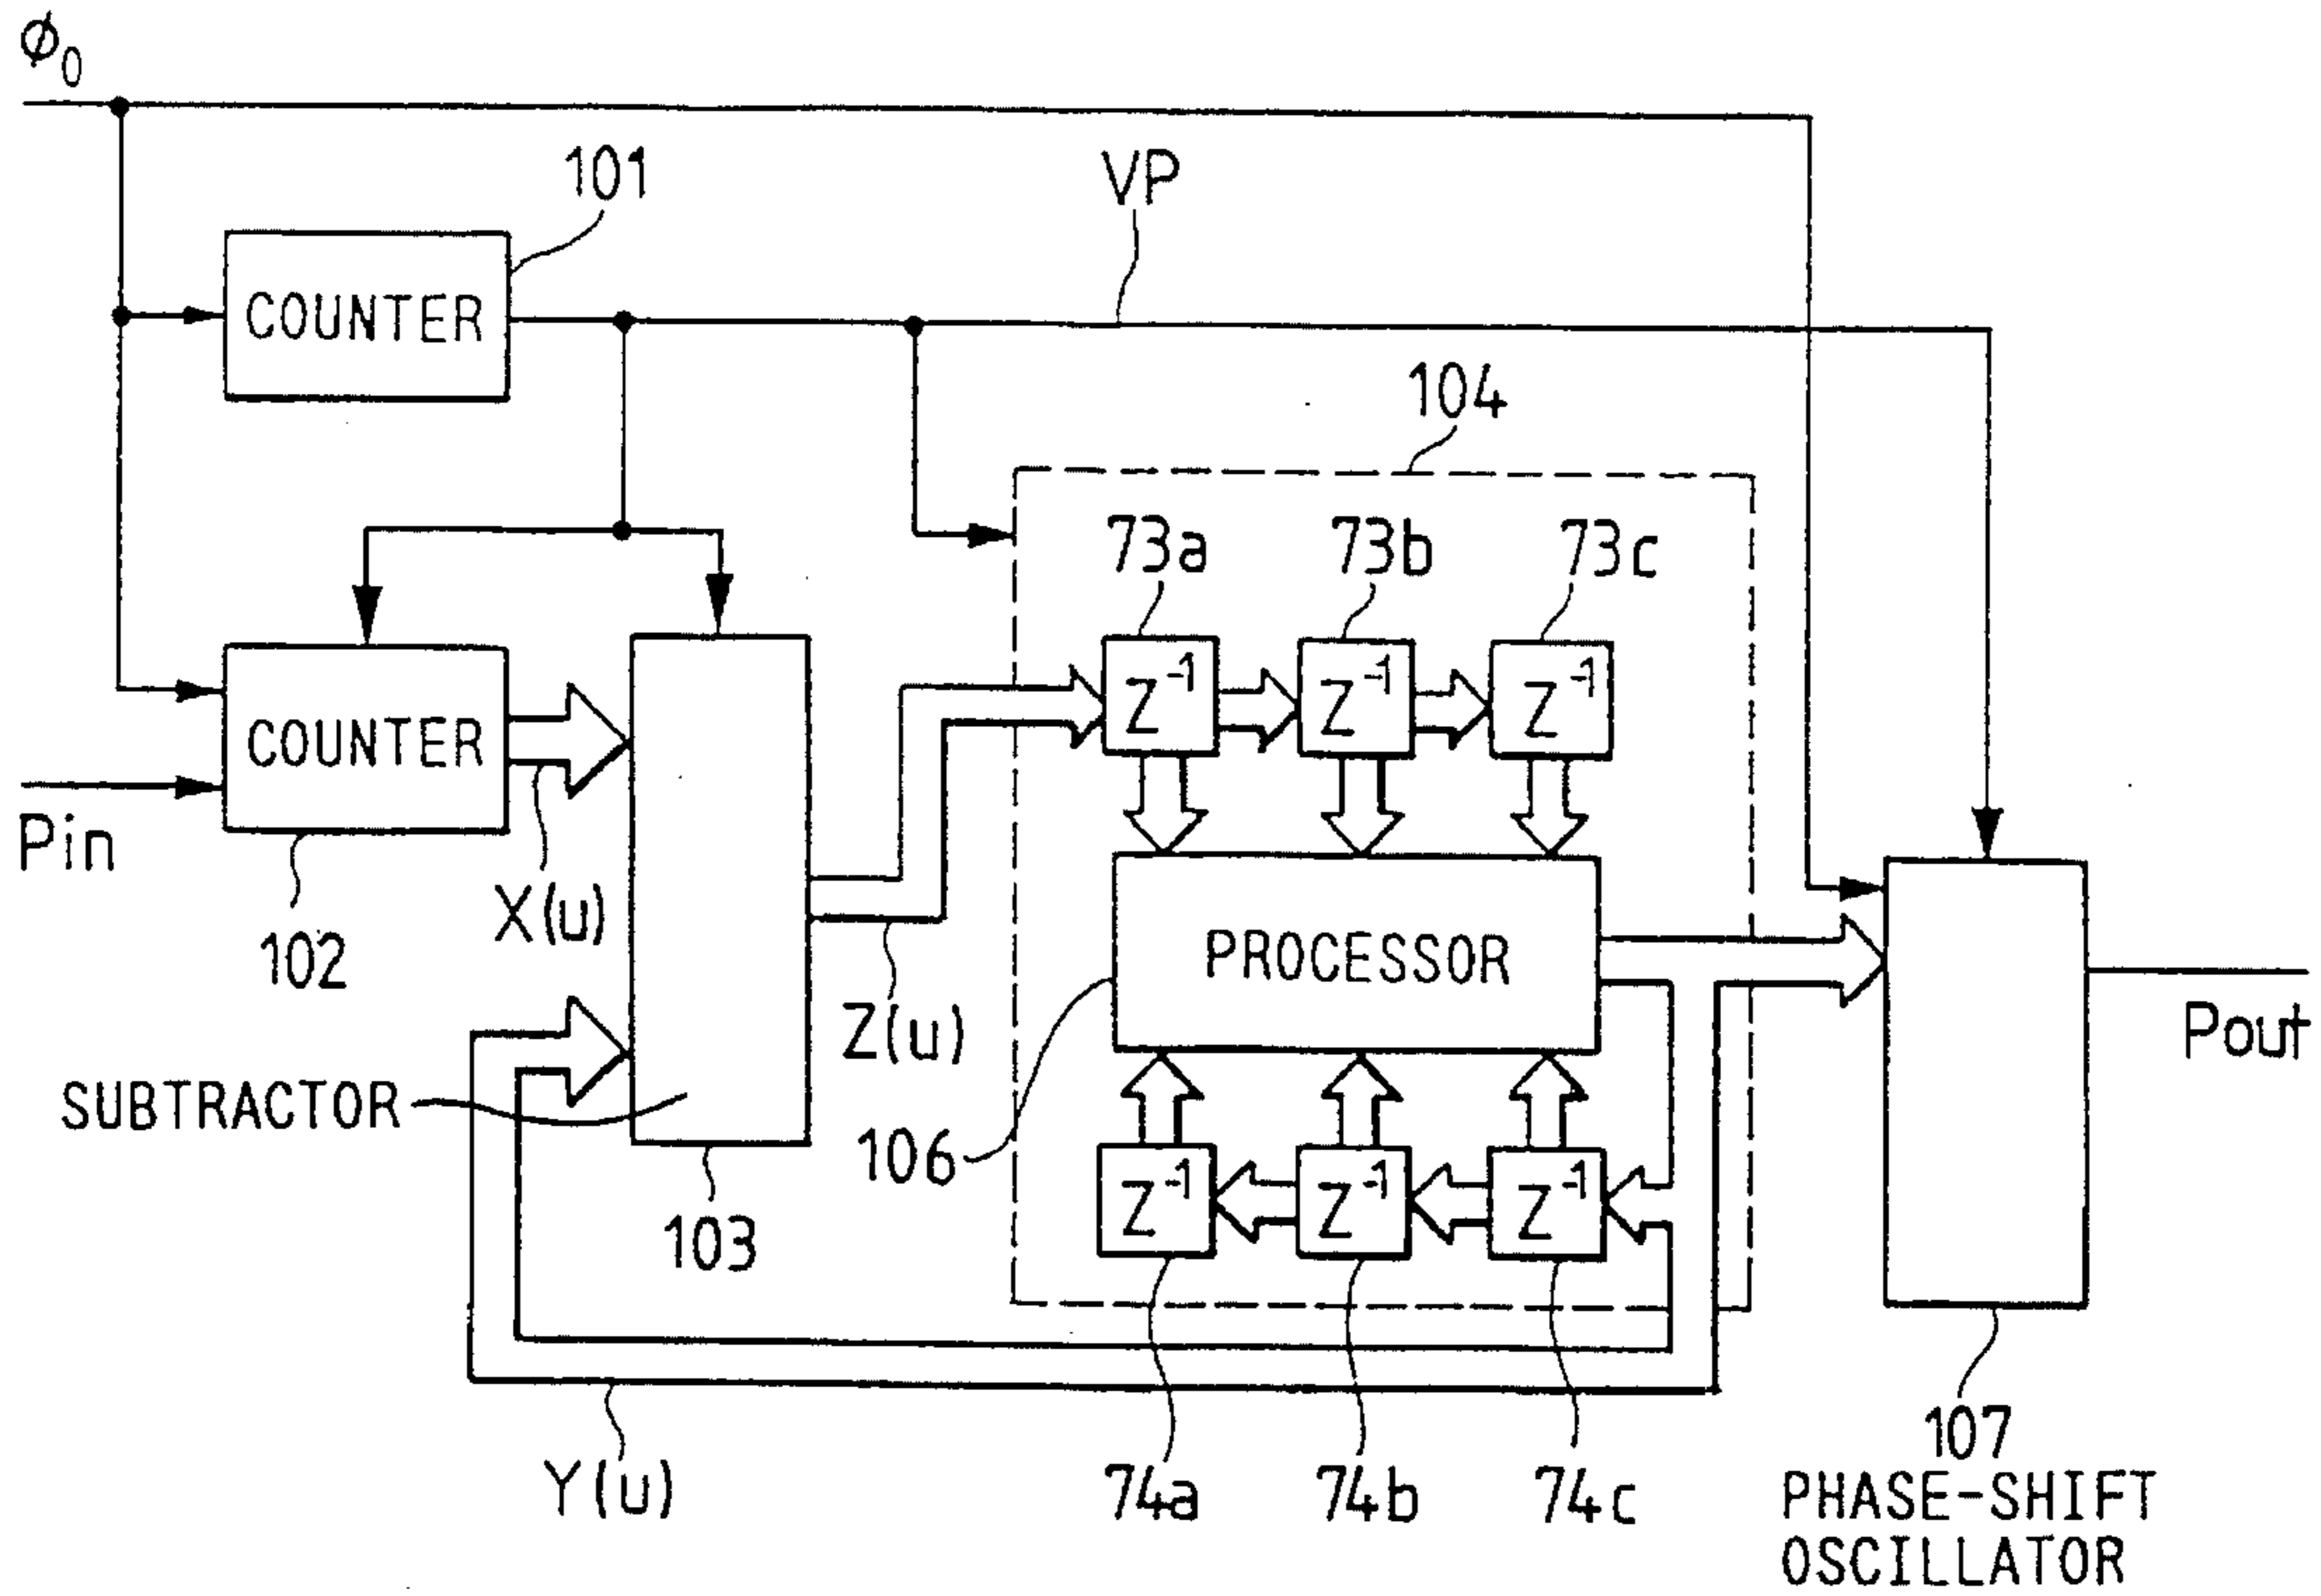 ϕ0
101
VP
COUNTER
104
73a
73b
73c
Z-1
Z-1
Z-1
COUNTER
Pin
X(u)
102
PROCESSOR
Z(u)
Pout
SUBTRACTOR
106
Z-1
Z-1
Z-1
103
Y(u)
74a
74b
74c
107
PHASE-SHIFT
OSCILLATOR